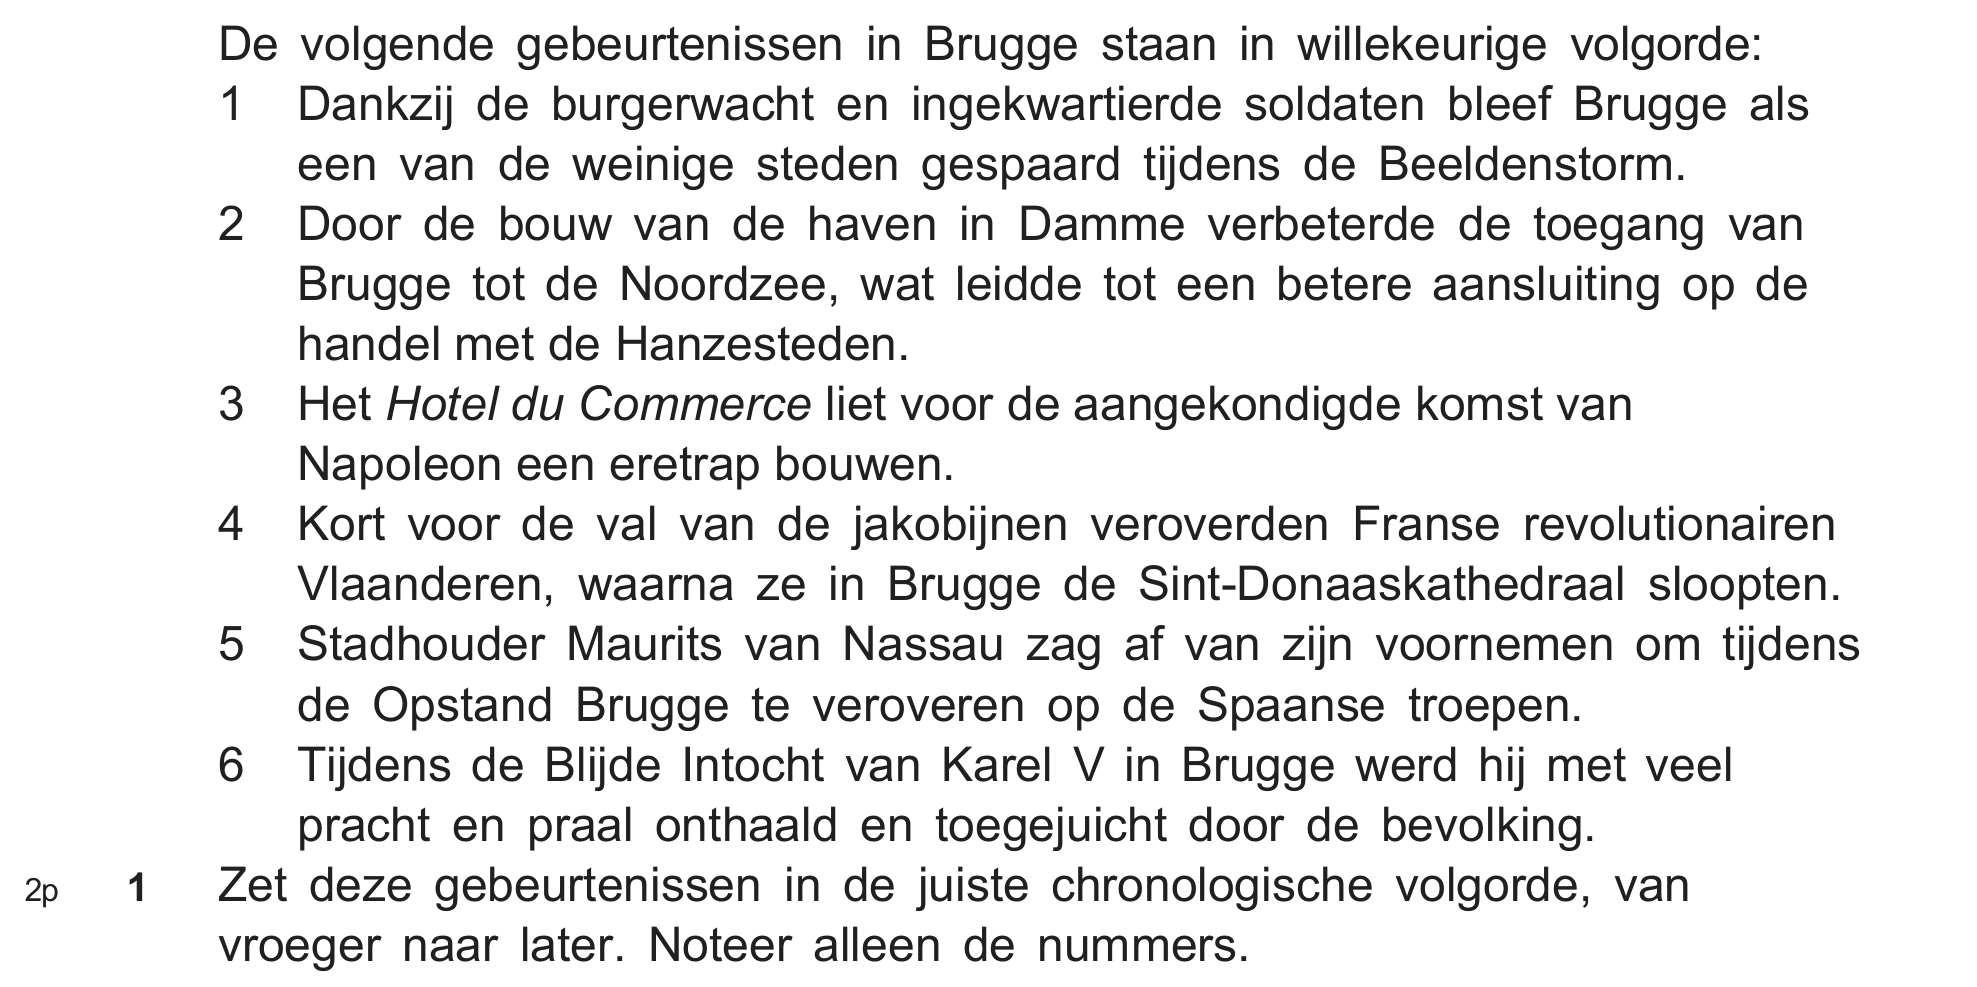 De volgende gebeurtenissen in Brugge staan in willekeurige volgorde:
1 Dankzij de burgerwacht en ingekwartierde soldaten bleef Brugge als
een van de weinige steden gespaard tijdens de Beeldenstorm.
2 Door de bouw van de haven in Damme verbeterde de toegang van
Brugge tot de Noordzee, wat leidde tot een betere aansluiting op de
handel met de Hanzesteden.
3 Het Hotel du Commerce liet voor de aangekondigde komst van
Napoleon een eretrap bouwen.
4 Kort voor de val van de jakobijnen veroverden Franse revolutionairen
Vlaanderen, waarna ze in Brugge de Sint-Donaaskathedraal sloopten.
5 Stadhouder Maurits van Nassau zag af van zijn voornemen om tijdens
de Opstand Brugge te veroveren op de Spaanse troepen.
6 Tijdens de Blijde Intocht van Karel V in Brugge werd hij met veel
pracht en praal onthaald en toegejuicht door de bevolking.
2p 1 Zet deze gebeurtenissen in de juiste chronologische volgorde, van
vroeger naar later. Noteer alleen de nummers.